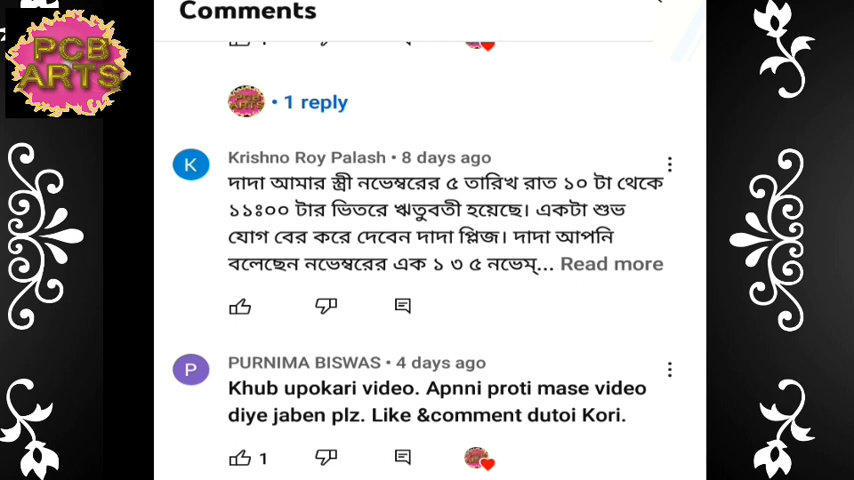 Comments
PCB
ARTS
• 1 reply
K
Krishno Roy Palash • 8 days ago
দাদা আমার স্ত্রী নভেম্বরের ৫ তারিখ রাত ১০ টা থেকে
১১ঃ০০ টার ভিতরে ঋতুবতী হয়েছে। একটা শুভ
যোগ বের করে দেবেন দাদা প্লিজ। দাদা আপনি
বলেছেন নভেম্বরের এক ১ ৩ ৫ নভেম্... Read more
P
PURNIMA BISWAS • 4 days ago
Khub upokari video. Apnni proti mase video
diye jaben plz. Like &comment dutoi Kori.
1